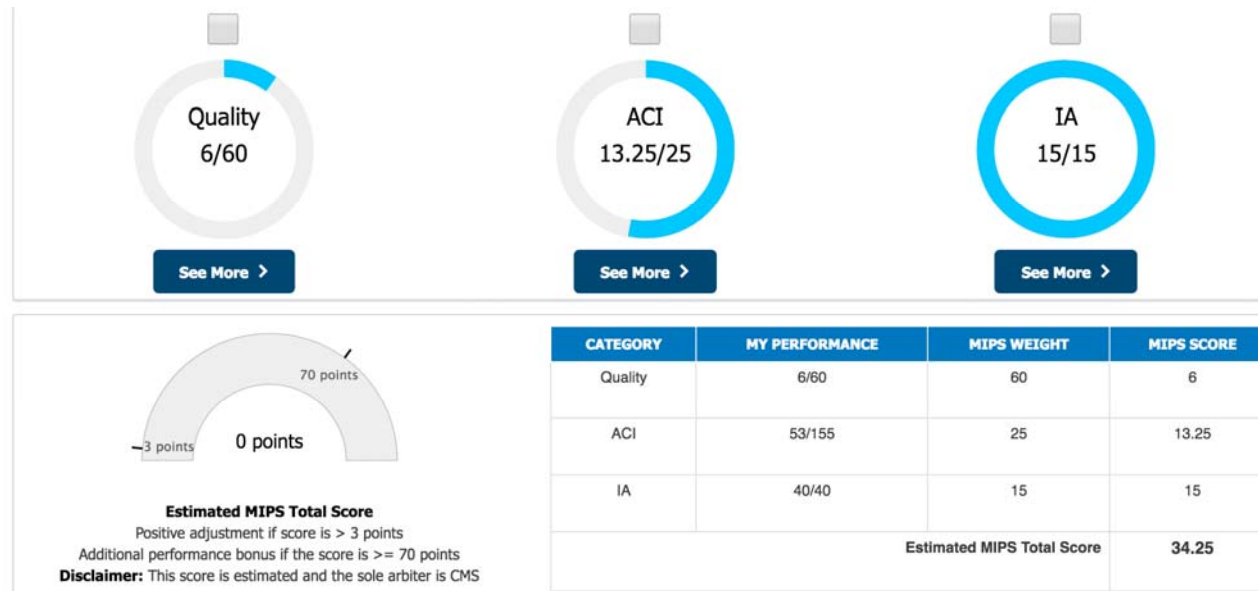 Quality
6/60
ACI
13.25/25
IA
15/15
See More >
See More >
See More >
70 points
3 points
0 points
Estimated MIPS Total Score
Positive adjustment if score is > 3 points
Additional performance bonus if the score is >= 70 points
Disclaimer: This score is estimated and the sole arbiter is CMS
CATEGORY MY PERFORMANCE MIPS WEIGHT MIPS SCORE
Quality 6/60 60 6
ACI 53/155 25 13.25
IA 40/40 15 15
Estimated MIPS Total Score 34.25